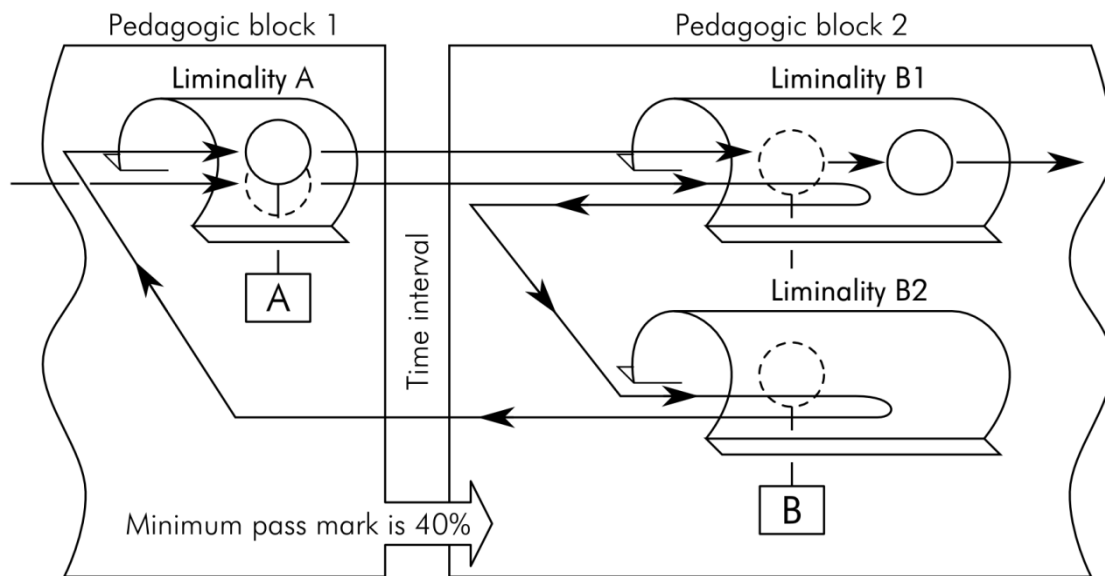 Pedagogic block 1
Pedagogic block 2
Liminality A
Liminality B1
A
Time interval
Liminality B2
B
Minimum pass mark is 40%